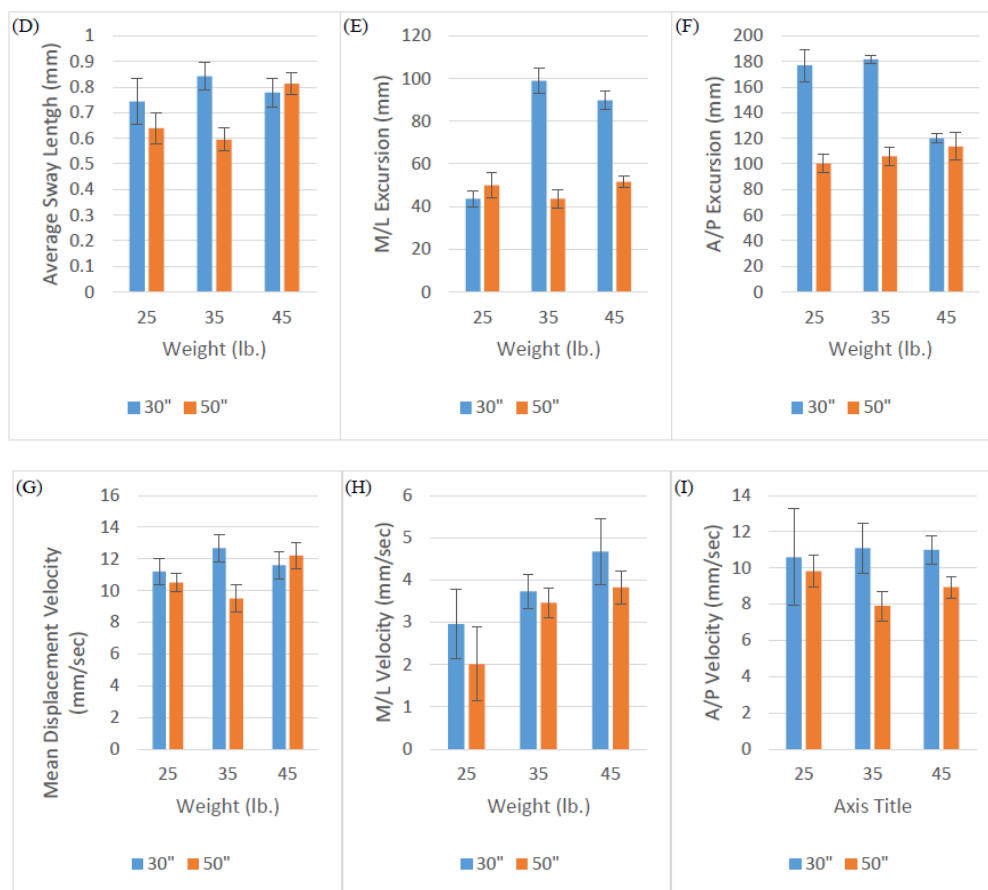 (D)
Average Sway Lentgh (mm)
1
0.9
0.8
0.7
0.6
0.5
0.4
0.3
0.2
0.1
0
25 35 45
Weight (lb.)
30" 50"
(E)
M/L Excursion (mm)
120
100
80
60
40
20
0
25 35 45
Weight (lb.)
30" 50"
(F)
A/P Excursion (mm)
200
180
160
140
120
100
80
60
40
20
0
25 35 45
Weight (lb.)
30" 50"
(G)
Mean Displacement Velocity
(mm/sec)
16
14
12
10
8
6
4
2
0
25 35 45
Weight (lb.)
30" 50"
(H)
M/L Velocity (mm/sec)
6
5
4
3
2
1
0
25 35 45
Weight (lb.)
30" 50"
(I)
A/P Velocity (mm/sec)
14
12
10
8
6
4
2
0
25 35 45
Axis Title
30" 50"